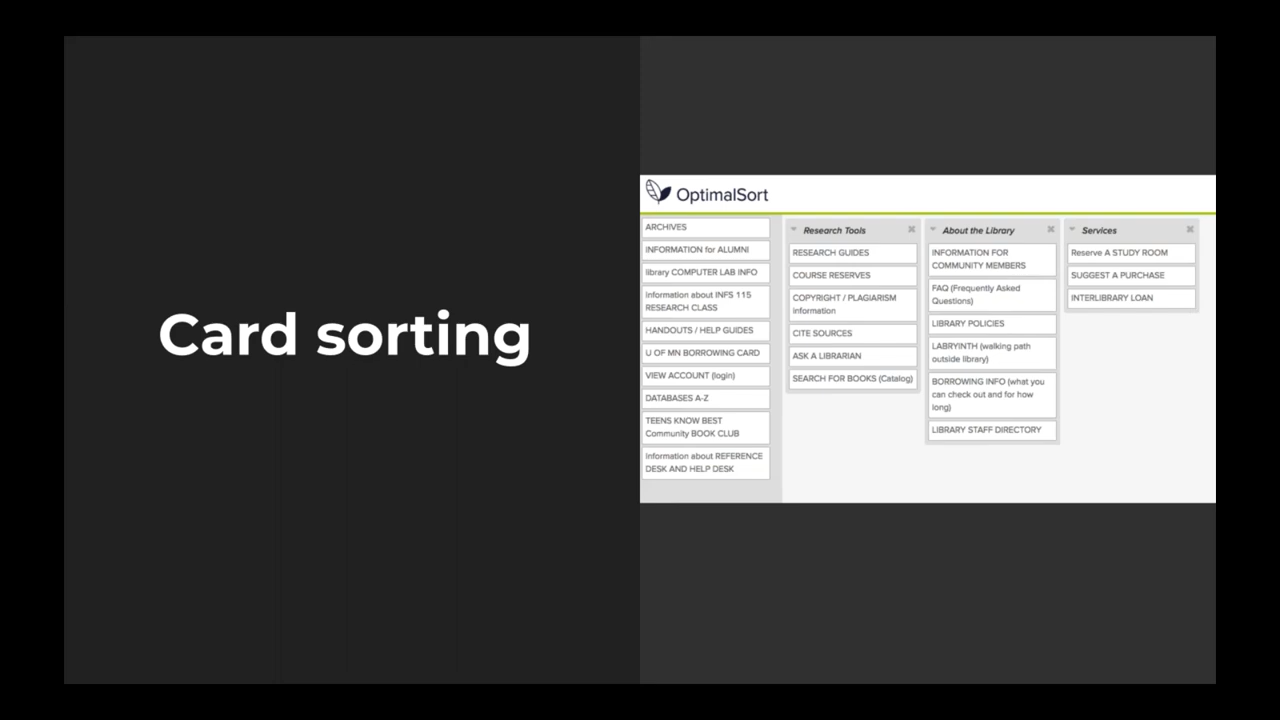 Card sorting
OptimalSort
ARCHIVES
INFORMATION for ALUMNI
library COMPUTER LAB INFO
information about INFS 115
RESEARCH CLASS
HANDOUTS / HELP GUIDES
U OF MN BORROWING CARD
VIEW ACCOUNT (login)
DATABASES A-Z
TEENS KNOW BEST
Community BOOK CLUB
Information about REFERENCE
DESK AND HELP DESK
Research Tools
RESEARCH GUIDES
COURSE RESERVES
COPYRIGHT / PLAGIARISM
information
CITE SOURCES
ASK A LIBRARIAN
SEARCH FOR BOOKS (Catalog)
About the Library
INFORMATION FOR
COMMUNITY MEMBERS
FAQ (Frequently Asked
Questions)
LIBRARY POLICIES
LABRYINTH (walking path
outside library)
BORROWING INFO (what you
can check out and for how
long)
LIBRARY STAFF DIRECTORY
Services
Reserve A STUDY ROOM
SUGGEST A PURCHASE
INTERLIBRARY LOAN